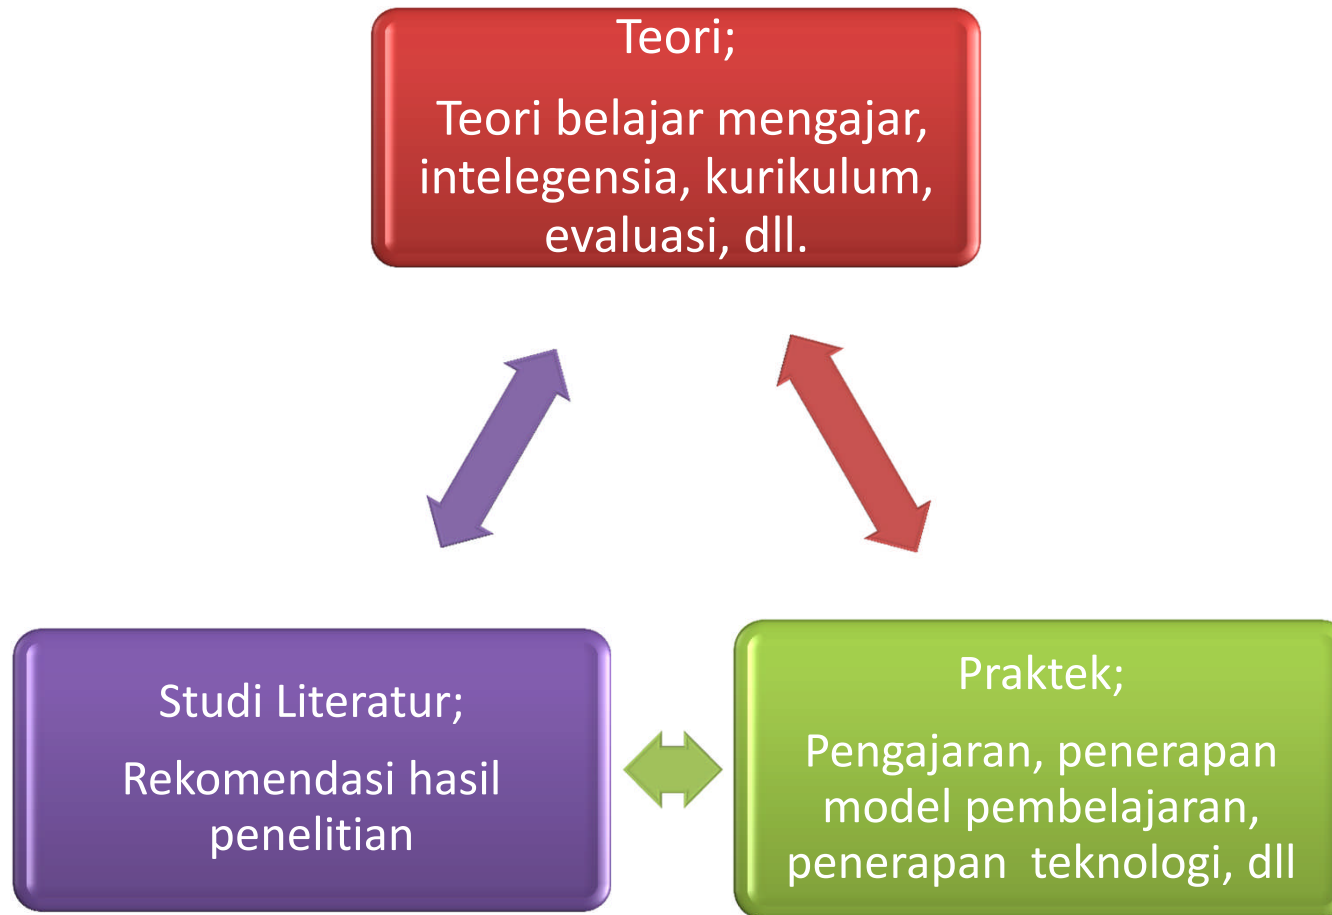 Teori;
Teori belajar mengajar,
intelegensia, kurikulum,
evaluasi, dll.
Studi Literatur;
Rekomendasi hasil
penelitian
Praktek;
Pengajaran, penerapan
model pembelajaran,
penerapan  teknologi, dll